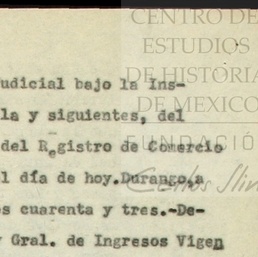 CENTRO DE
ESTUDIOS
DE HISTORIA
DE MEXICO
FUNDACIÓ
udicial bajo la Ins-
la y siguientes, del
del Registro de Comercio
l día de hoy.Durango,a
s cuarenta y tres.-De-
Gral. de Ingresos Vigen
Carlos Slim